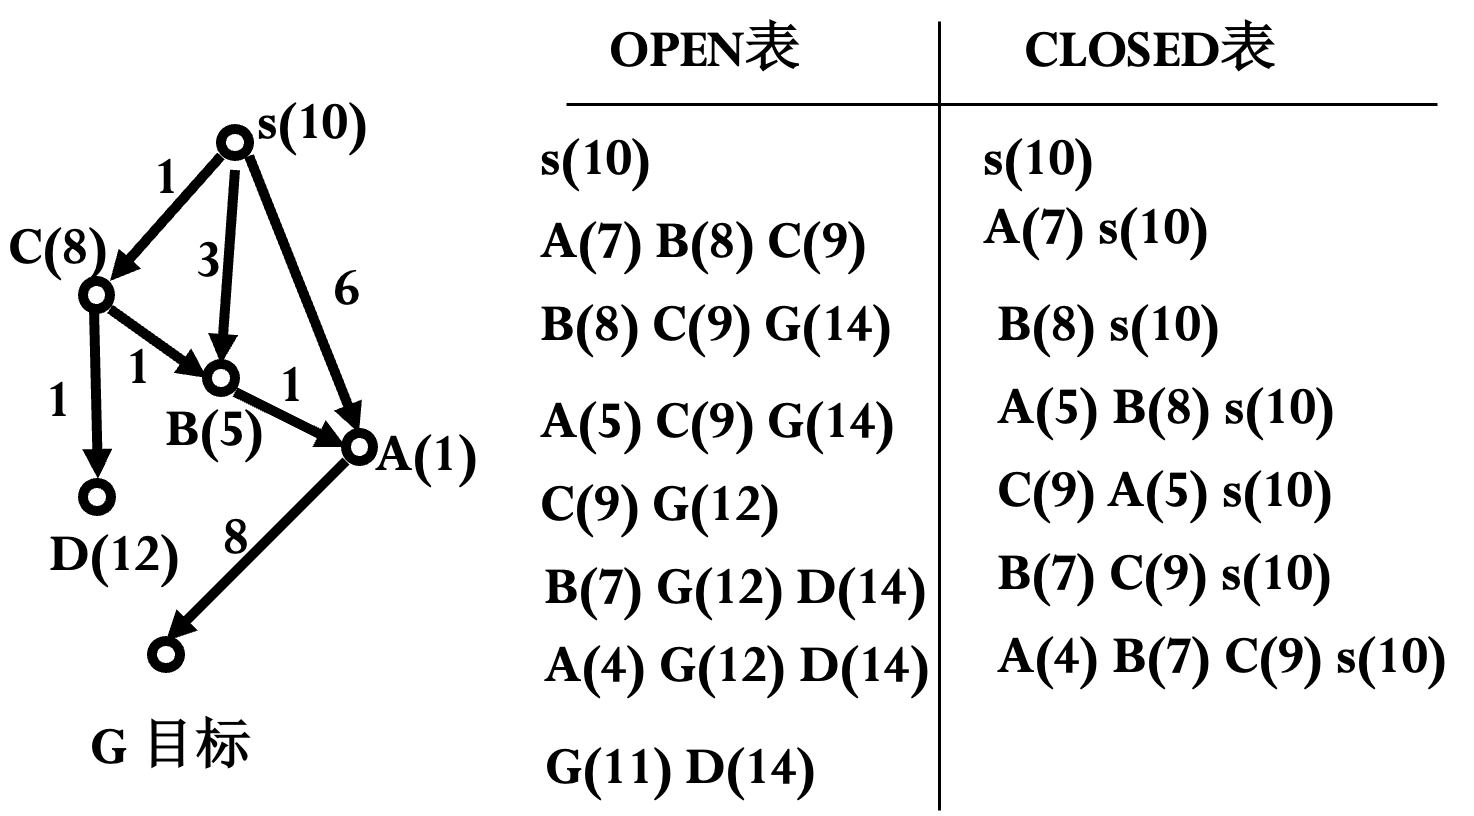 s(10)
1
C(8)
3
6
1
1
1
B(5)
A(1)
D(12)
8
G 目标
OPEN表 CLOSED表
s(10) s(10)
A(7) B(8) C(9) A(7) s(10)
B(8) C(9) G(14) B(8) s(10)
A(5) C(9) G(14) A(5) B(8) s(10)
C(9) G(12) C(9) A(5) s(10)
B(7) G(12) D(14) B(7) C(9) s(10)
A(4) G(12) D(14) A(4) B(7) C(9) s(10)
G(11) D(14)